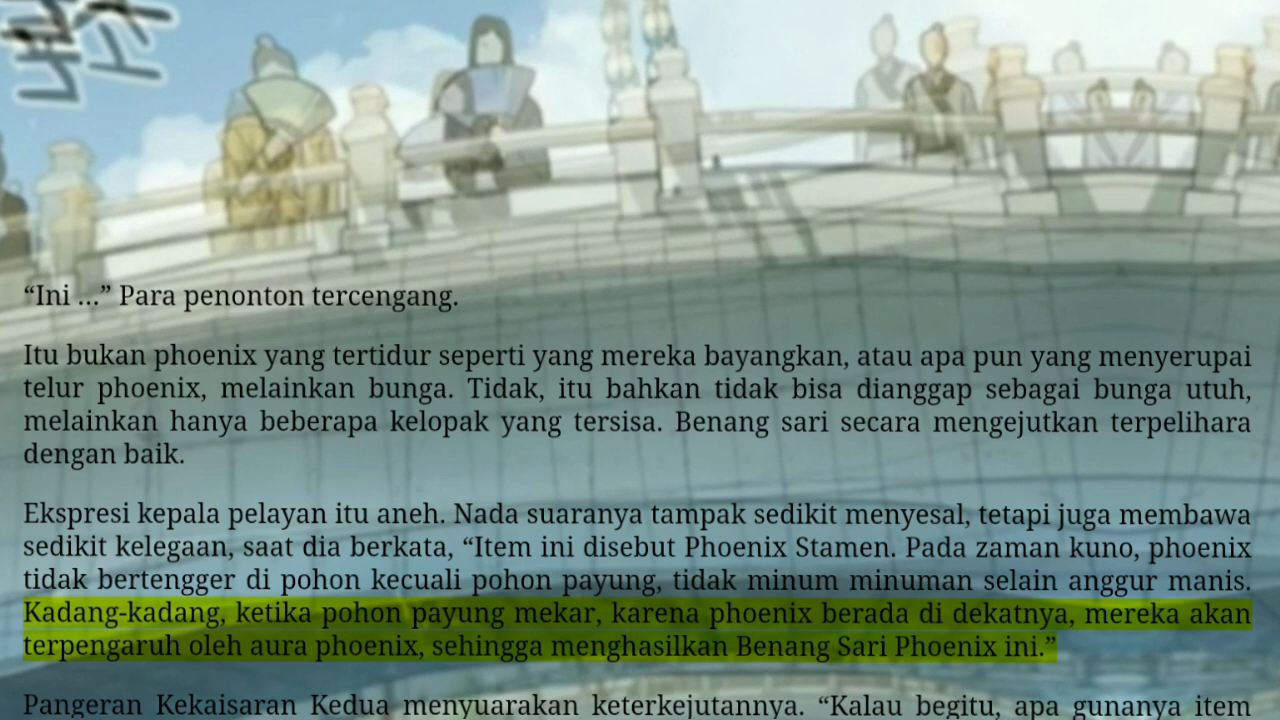 “Ini ...” Para penonton tercengang.
Itu bukan phoenix yang tertidur seperti yang mereka bayangkan, atau apa pun yang menyerupai
telur phoenix, melainkan bunga. Tidak, itu bahkan tidak bisa dianggap sebagai bunga utuh,
melainkan hanya beberapa kelopak yang tersisa. Benang sari secara mengejutkan terpelihara
dengan baik.
Ekspresi kepala pelayan itu aneh. Nada suaranya tampak sedikit menyesal, tetapi juga membawa
sedikit kelegaan, saat dia berkata, “Item ini disebut Phoenix Stamen. Pada zaman kuno, phoenix
tidak bertengger di pohon kecuali pohon payung, tidak minum minuman selain anggur manis.
Kadang-kadang, ketika pohon payung mekar, karena phoenix berada di dekatnya, mereka akan
terpengaruh oleh aura phoenix, sehingga menghasilkan Benang Sari Phoenix ini.”
Pangeran Kekaisaran Kedua menyuarakan keterkejutannya. “Kalau begitu, apa gunanya item